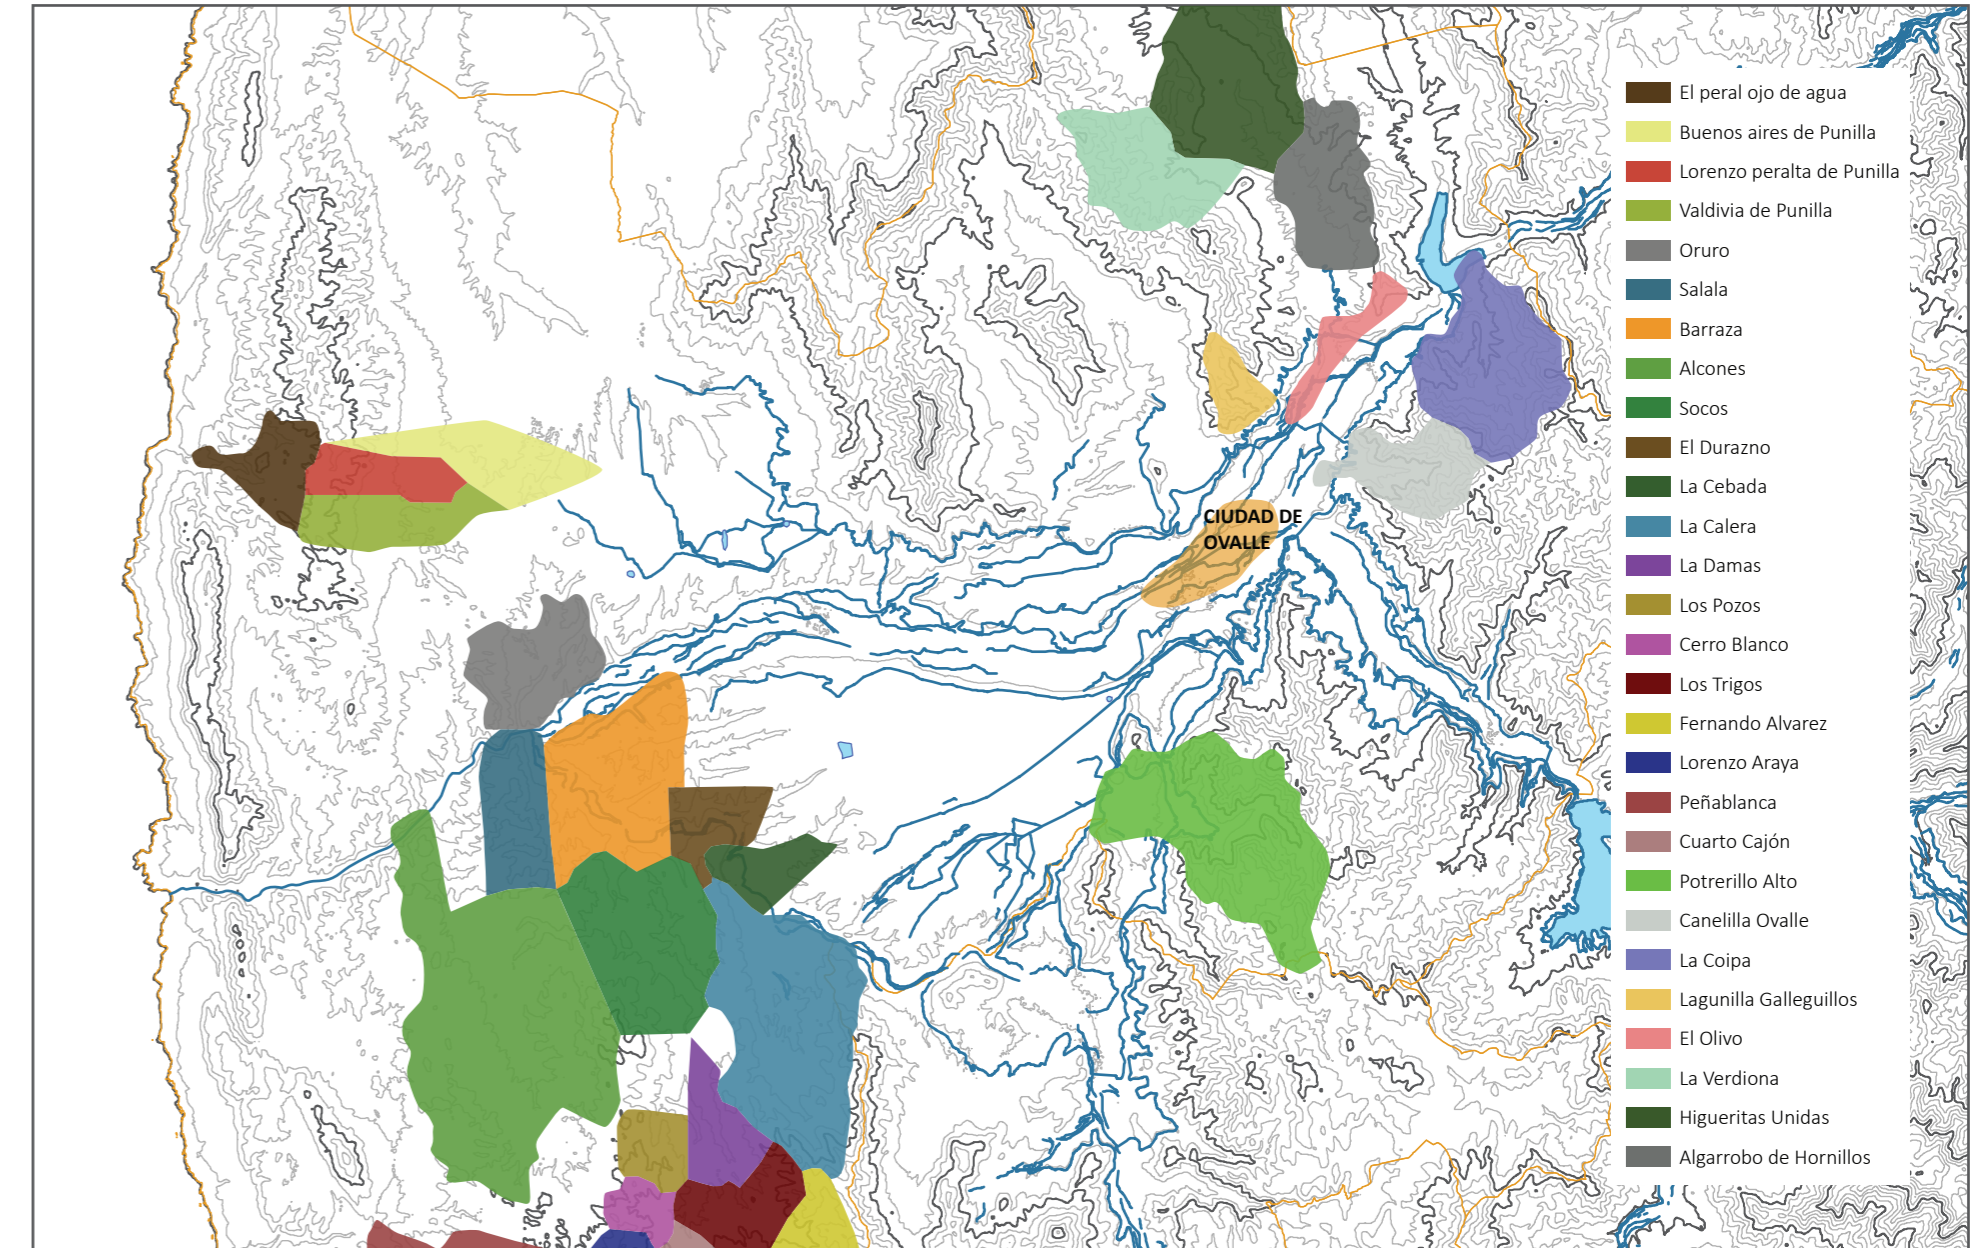 CIUDAD DE
OVALLE
El peral ojo de agua
Buenos aires de Punilla
Lorenzo peralta de Punilla
Valdivia de Punilla
Oruro
Salala
Barraza
Alcones
Socos
El Durazno
La Cebada
La Calera
La Damas
Los Pozos
Cerro Blanco
Los Trigos
Fernando Alvarez
Lorenzo Araya
Peñablanca
Cuarto Cajón
Potrerillo Alto
Canelilla Ovalle
La Coipa
Lagunilla Galleguillos
El Olivo
La Verdiona
Higueritas Unidas
Algarrobo de Hornillos